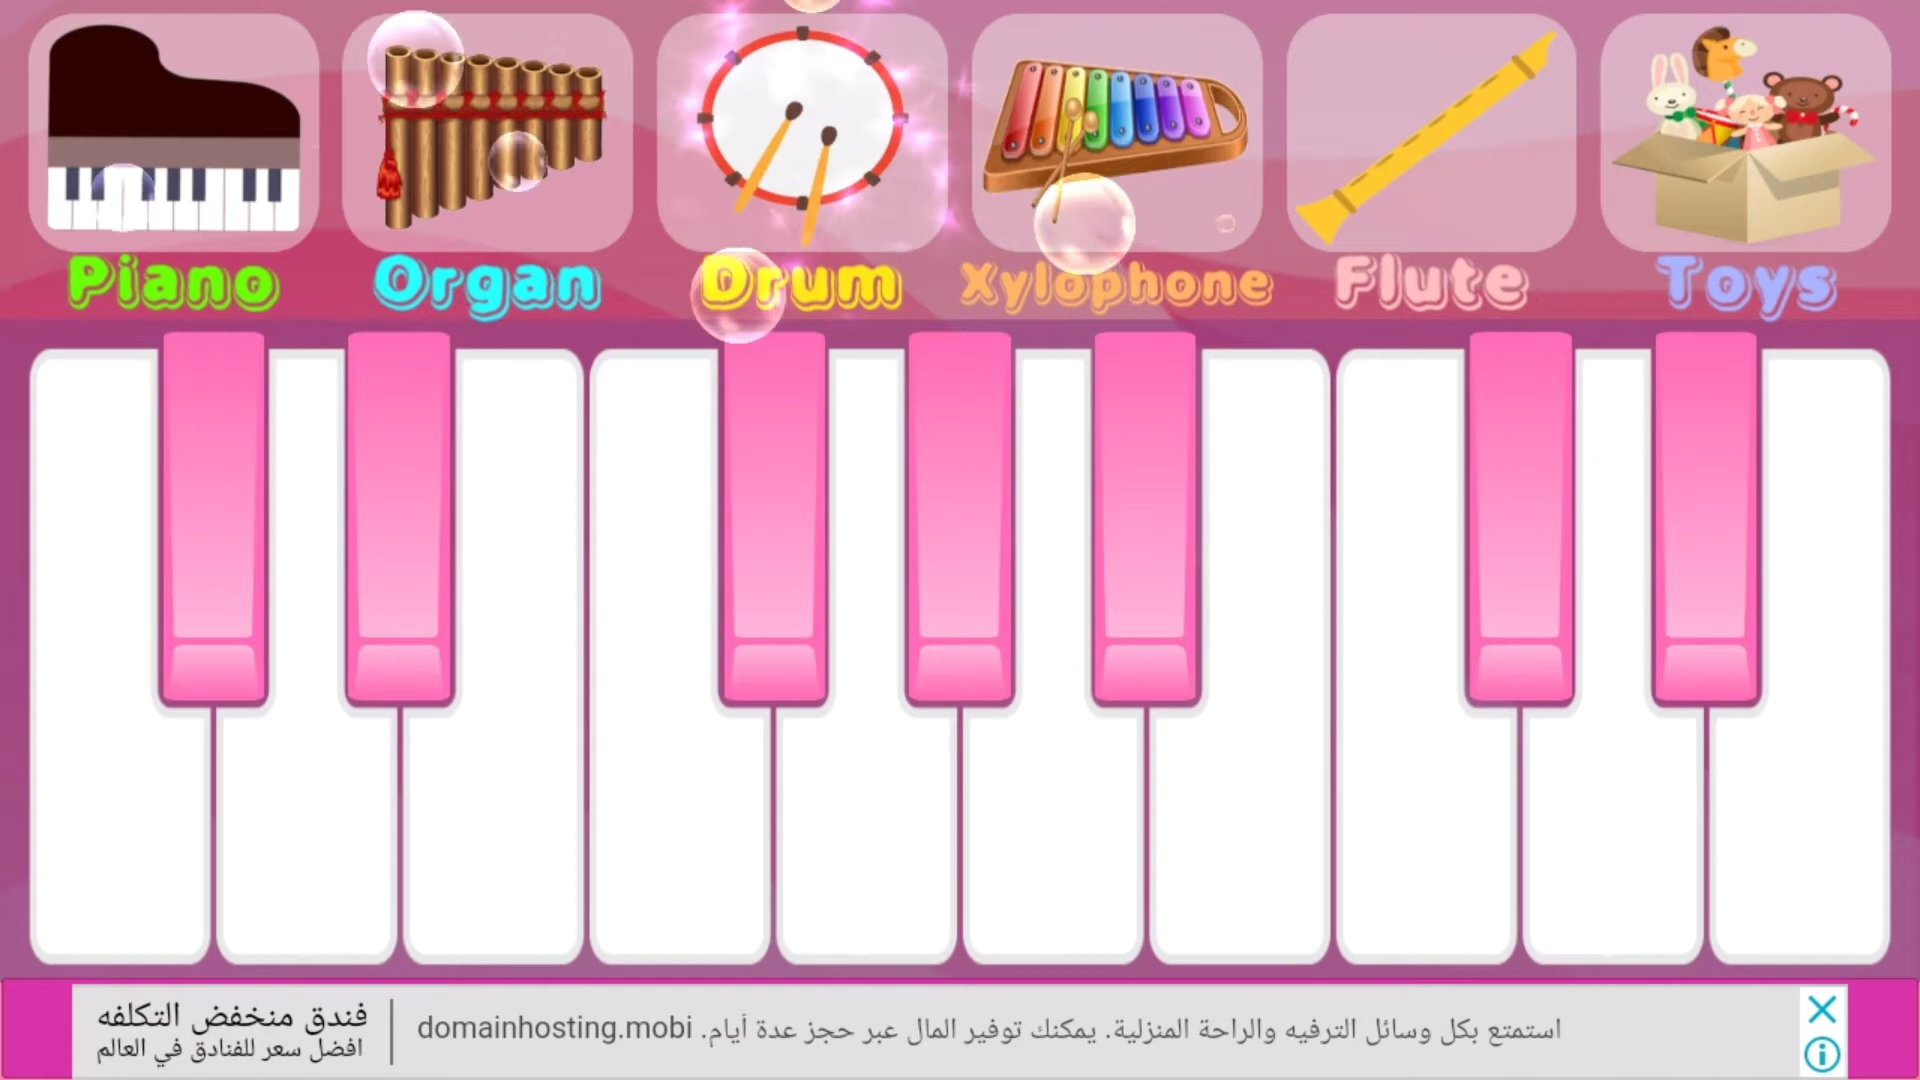 Piano
Organ
Drum
Xylophone
Flute
Toys
فندق منخفض التكلفه
افضل سعر للفنادق في العالم
استمتع بكل وسائل الترفيه والراحة المنزلية. يمكنك توفير المال عبر حجز عدة أيام. domainhosting.mobi